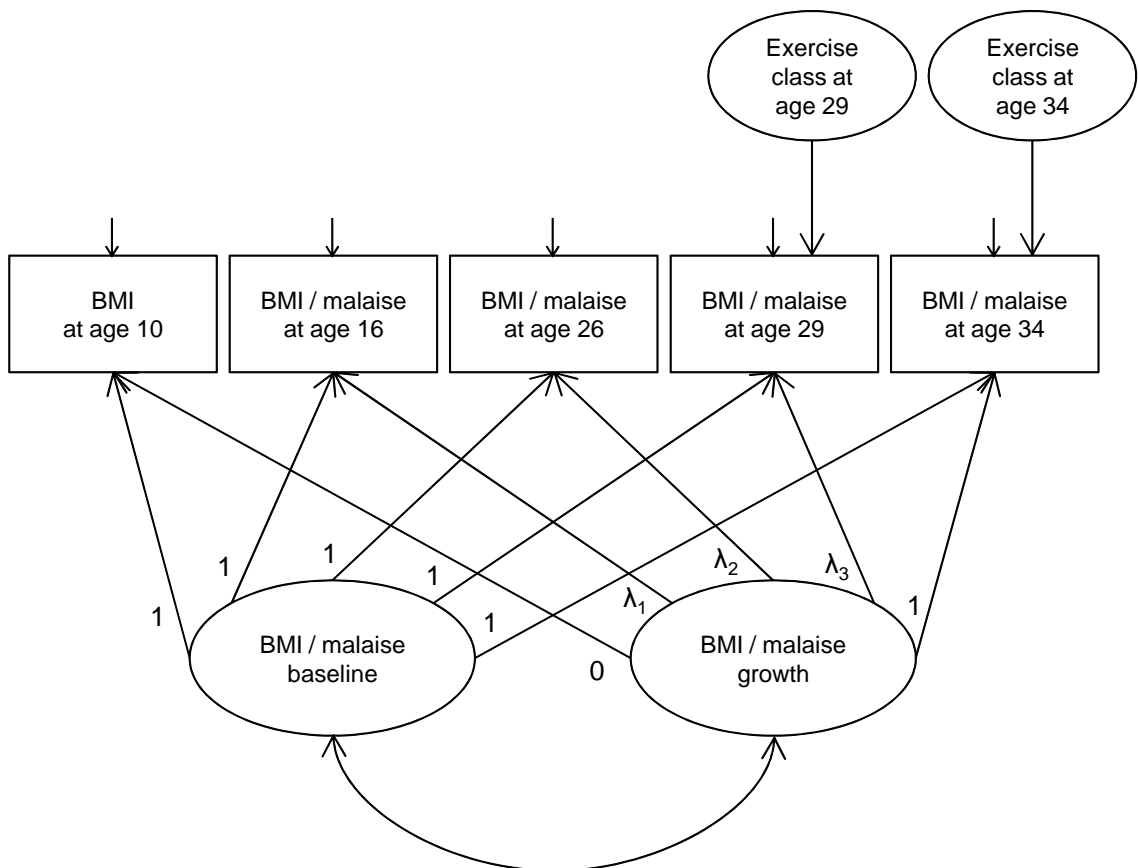 Exercise
class at
age 29
Exercise
class at
age 34
BMI
at age 10
BMI / malaise
at age 16
BMI / malaise
at age 26
BMI / malaise
at age 29
BMI / malaise
at age 34
1
1
1
1
1
λ₁
λ₂
λ₃
1
0
BMI / malaise
baseline
BMI / malaise
growth